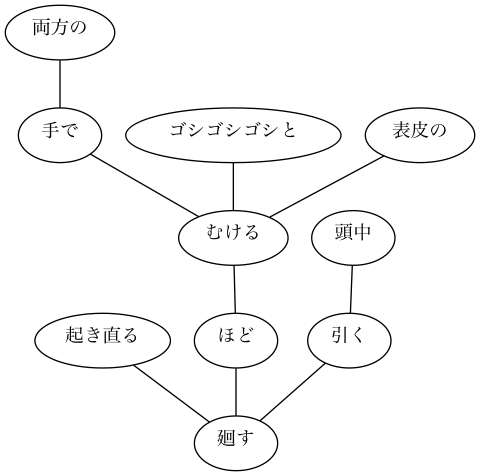 両方の
手で
ゴシゴシゴシと
表皮の
むける
頭中
起き直る
ほど
引く
廻す